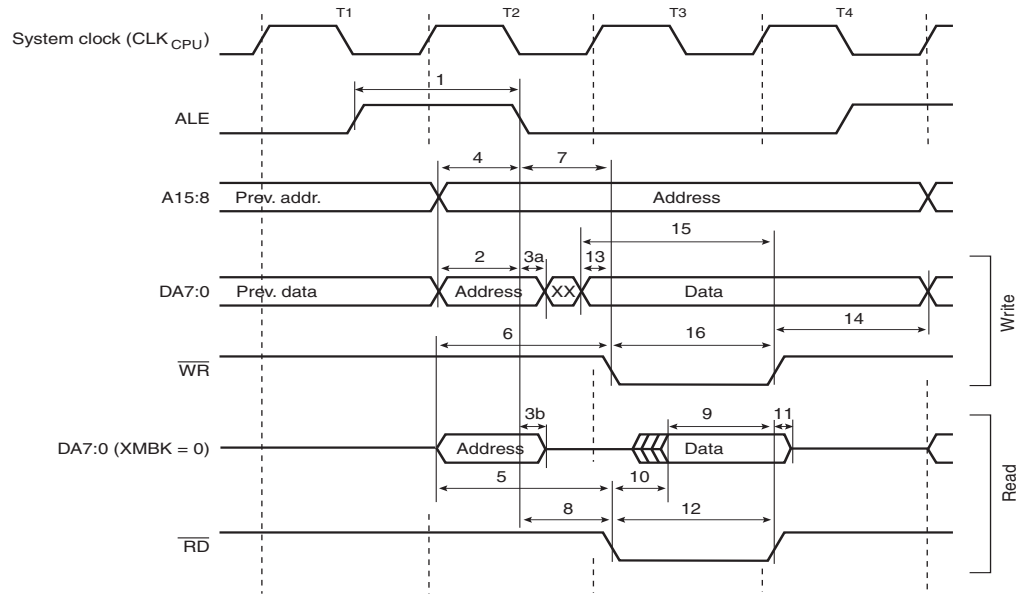 T1 T2 T3 T4
System clock (CLK CPU)
1
ALE
4 7
A15:8 Prev. addr. Address
15
2 3a 13
DA7:0 Prev. data Address XX Data
14
6 16
WR
Write
3b 9 11
DA7:0 (XMBK = 0) Address Data
5 10
8 12
RD
Read